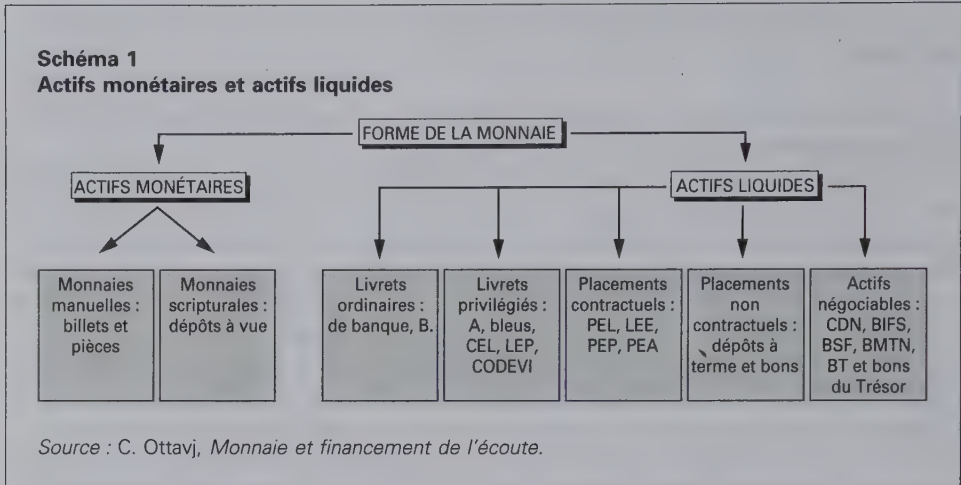 Schéma 1
Actifs monétaires et actifs liquides
FORME DE LA MONNAIE
ACTIFS MONÉTAIRES
ACTIFS LIQUIDES
Monnaies
manuelles :
billets et
pièces
Monnaies
scripturales :
dépôts à vue
Livrets
ordinaires :
de banque, B.
Livrets
privilégiés :
A, bleus,
CEL, LEP,
CODEVI
Placements
contractuels :
PEL, LEE,
PEP, PEA
Placements
non
contractuels :
dépôts à
terme et bons
Actifs
négociables :
CDN, BIFS,
BSF, BMTN,
BT et bons
du Trésor
Source : C. Ottavj, Monnaie et financement de l'écoute.